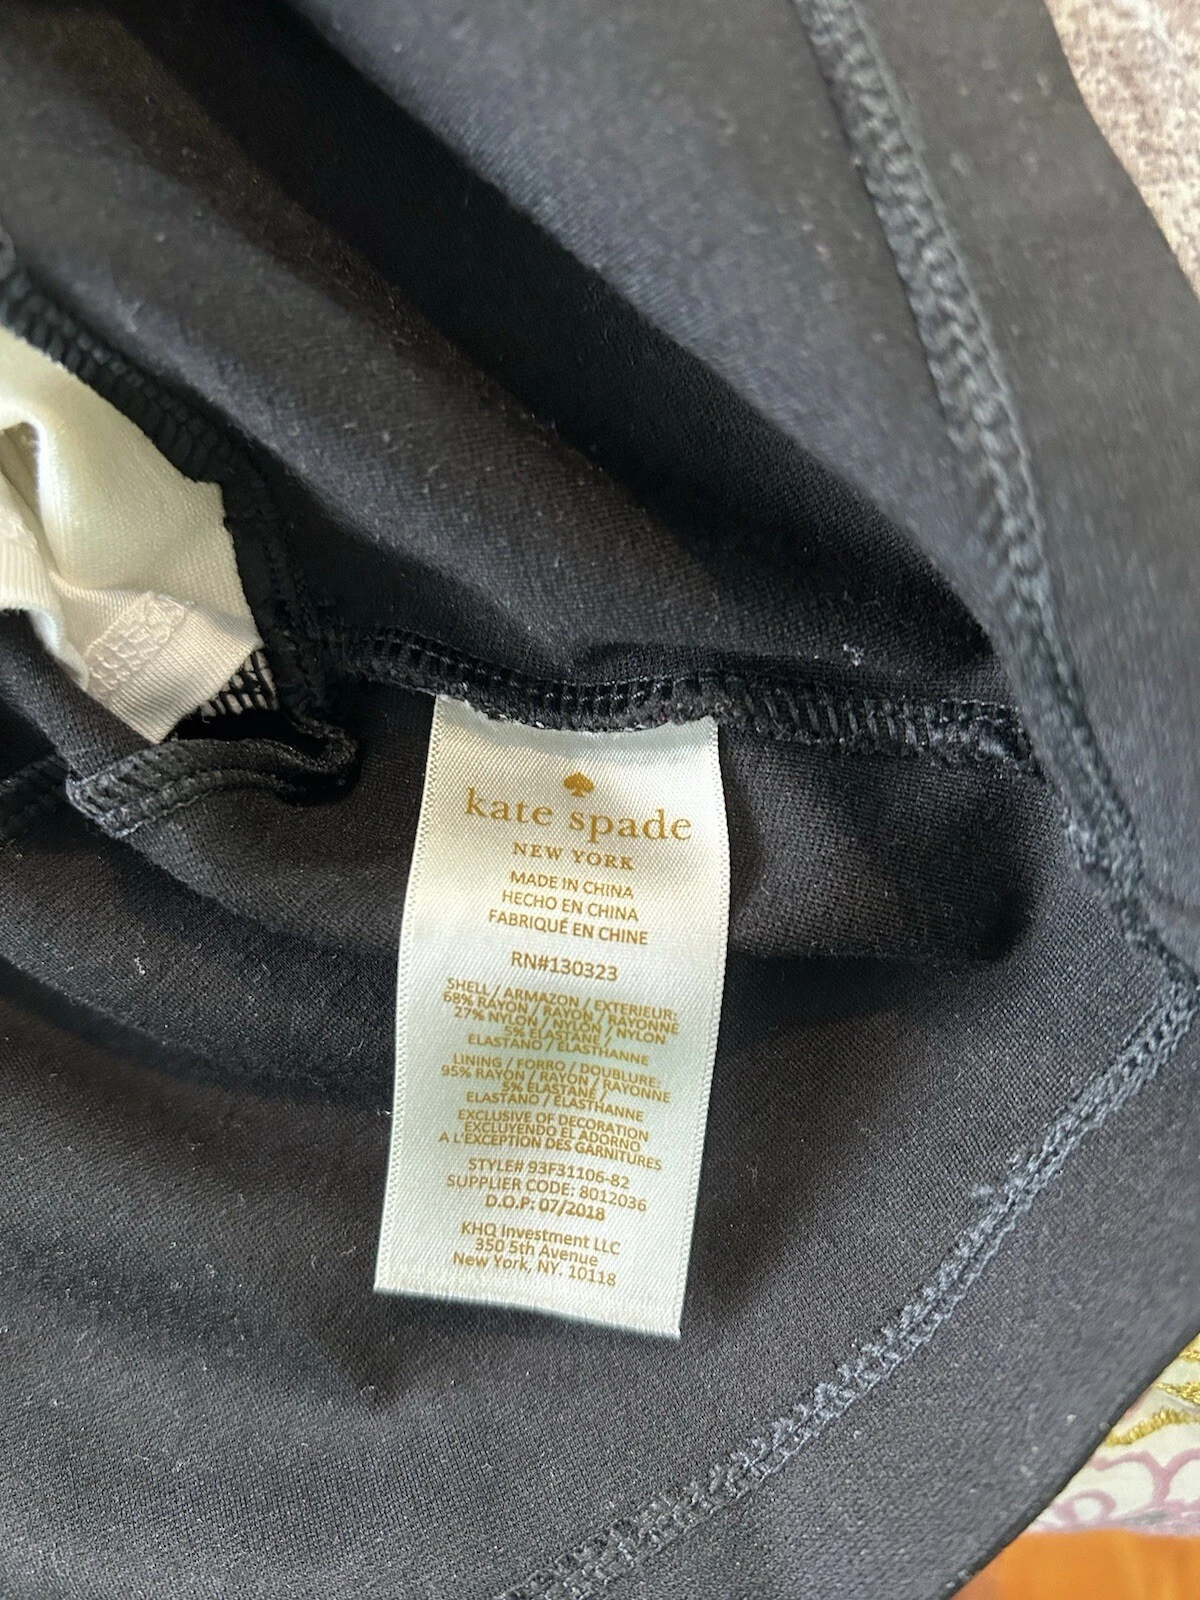 kate spade
NEW YORK
MADE IN CHINA
HECHO EN CHINA
FABRIQUÉ EN CHINE
RN#130323
SHELL / ARMAZON / EXTERIEUR:
68% RAYON / RAYON / RAYONNE
27% NYLON / NYLON / NYLON
5% ELASTANE /
ELASTANO / ELASTHANNE
LINING / FORRO / DOUBLURE:
95% RAYON / RAYON / RAYONNE
5% ELASTANE /
ELASTANO / ELASTHANNE
EXCLUSIVE OF DECORATION
EXCLUYENDO EL ADORNO
A L'EXCEPTION DES GARNITURES
STYLE# 93F31106-82
SUPPLIER CODE: 8012036
D.O.P: 07/2018
KHQ Investment LLC
350 5th Avenue
New York, NY. 10118